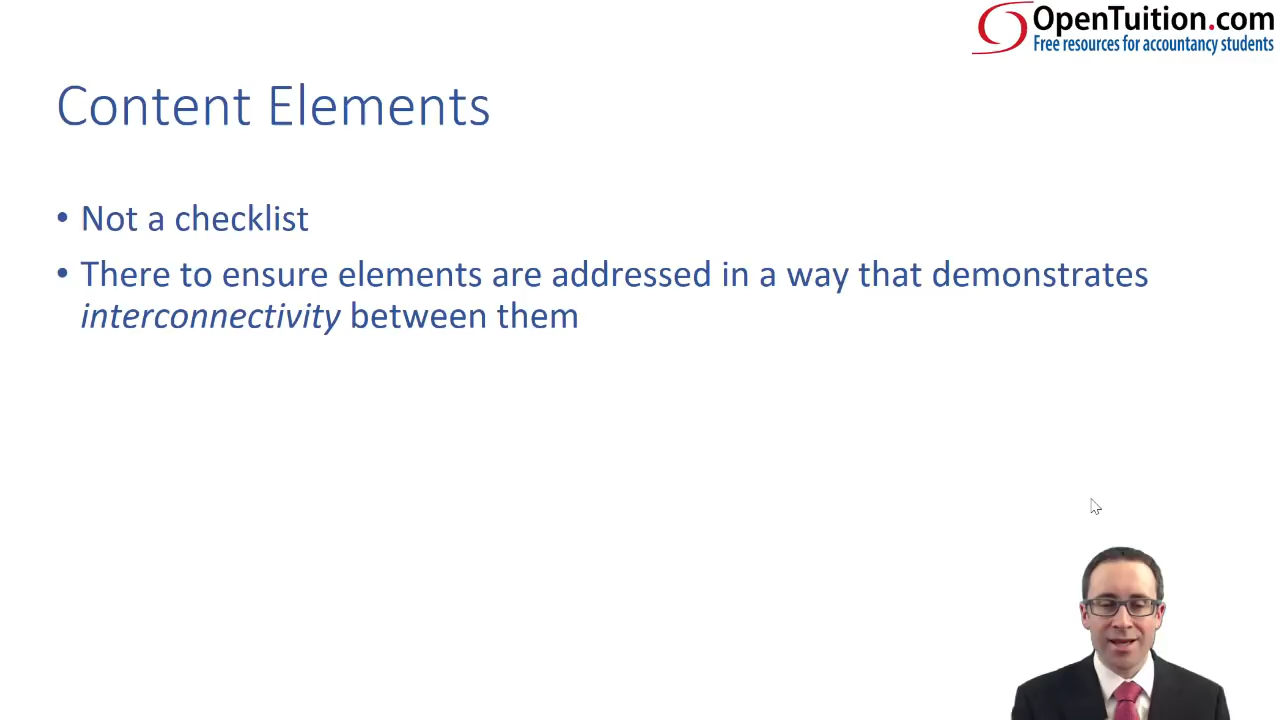 OpenTuition.com
Free resources for accountancy students
Content Elements
• Not a checklist
• There to ensure elements are addressed in a way that demonstrates
interconnectivity between them